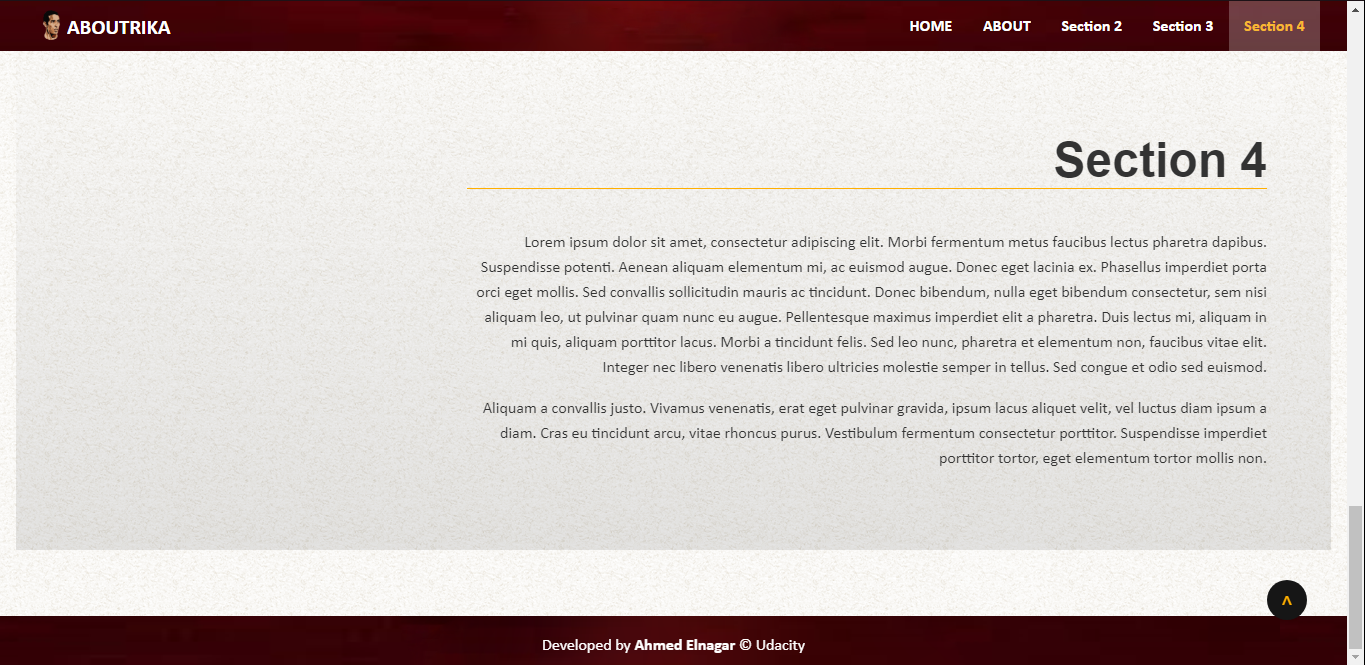 ABOUTRIKA
HOME
ABOUT
Section 2
Section 3
Section 4
Section 4
Lorem ipsum dolor sit amet, consectetur adipiscing elit. Morbi fermentum metus faucibus lectus pharetra dapibus.
Suspendisse potenti. Aenean aliquam elementum mi, ac euismod augue. Donec eget lacinia ex. Phasellus imperdiet porta
orci eget mollis. Sed convallis sollicitudin mauris ac tincidunt. Donec bibendum, nulla eget bibendum consectetur, sem nisi
aliquam leo, ut pulvinar quam nunc eu augue. Pellentesque maximus imperdiet elit a pharetra. Duis lectus mi, aliquam in
mi quis, aliquam porttitor lacus. Morbi a tincidunt felis. Sed leo nunc, pharetra et elementum non, faucibus vitae elit.
Integer nec libero venenatis libero ultricies molestie semper in tellus. Sed congue et odio sed euismod.
Aliquam a convallis justo. Vivamus venenatis, erat eget pulvinar gravida, ipsum lacus aliquet velit, vel luctus diam ipsum a
diam. Cras eu tincidunt arcu, vitae rhoncus purus. Vestibulum fermentum consectetur porttitor. Suspendisse imperdiet
porttitor tortor, eget elementum tortor mollis non.
^
Developed by Ahmed Elnagar © Udacity